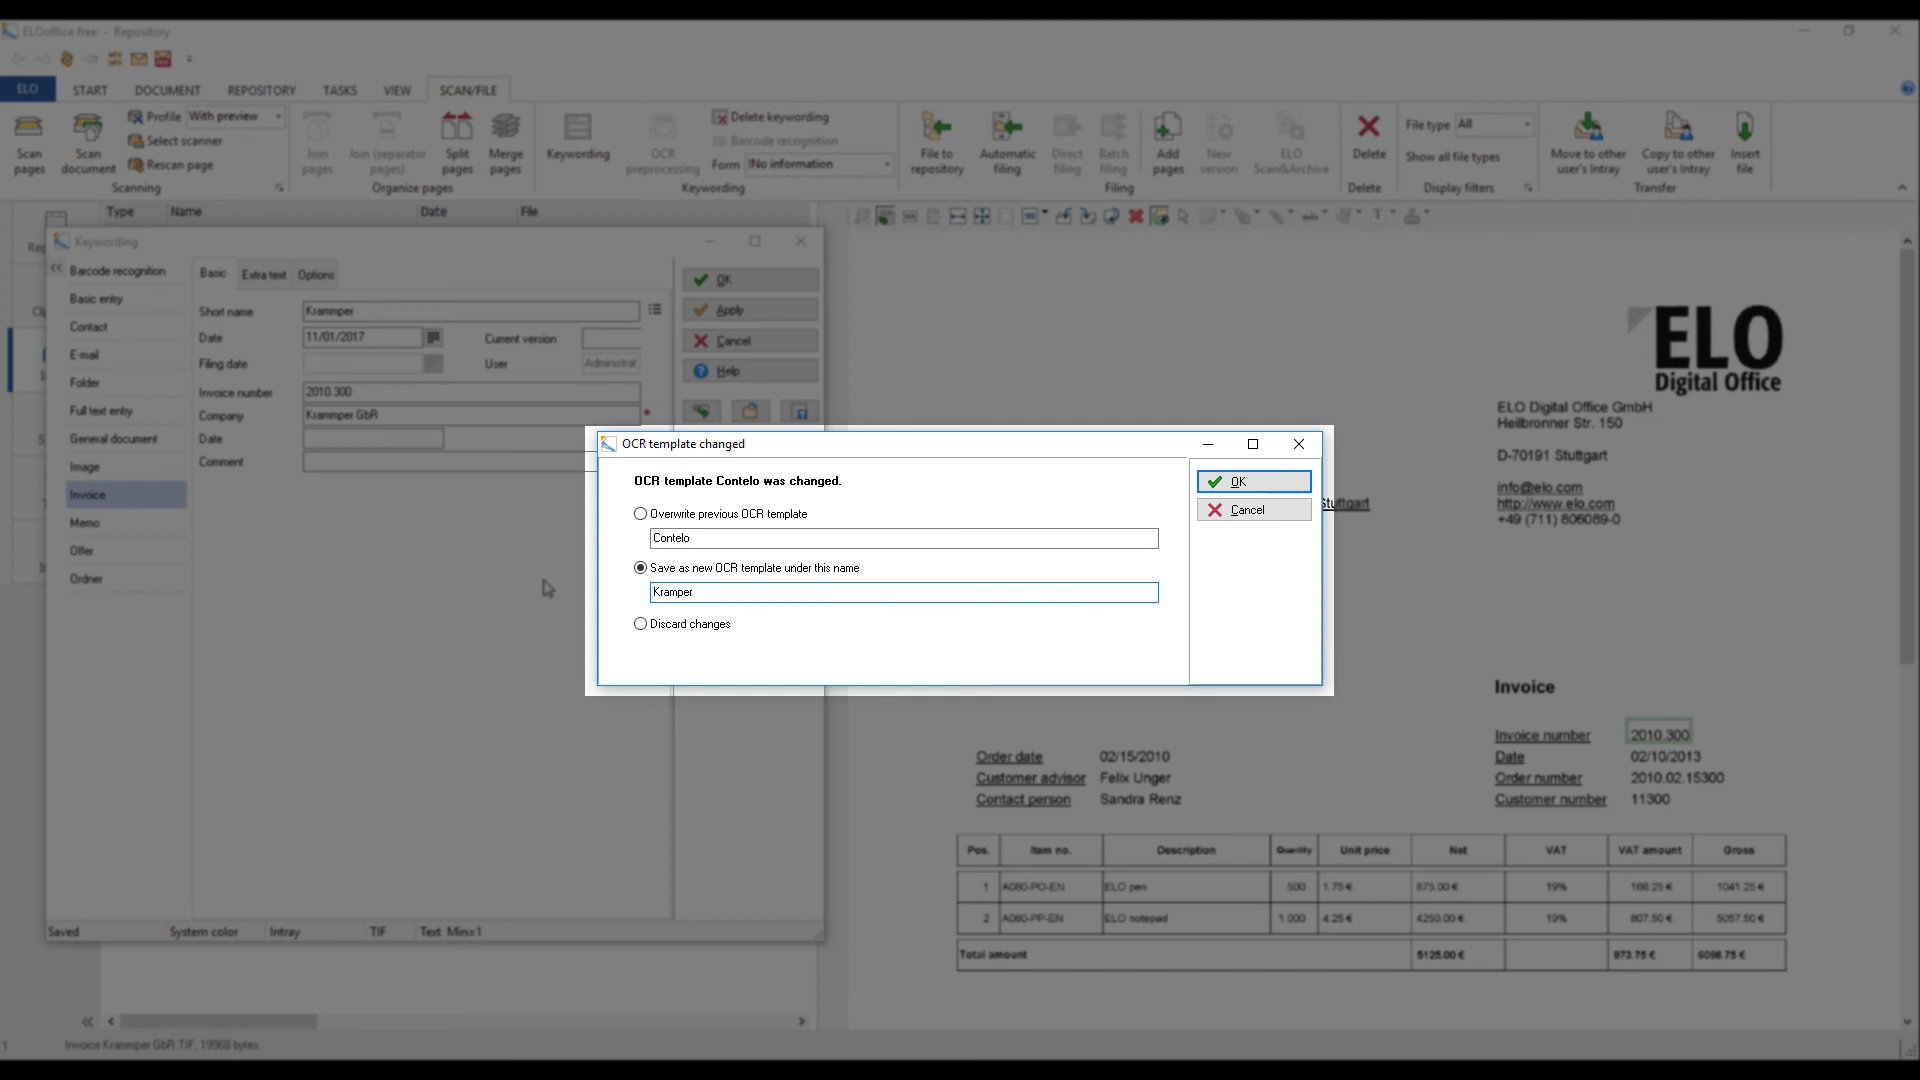 ELOoffice free - Repository
ELO START DOCUMENT REPOSITORY TASKS VIEW SCAN/FILE
Scan pages
Scan document
Profile With preview
Select scanner
Rescan page
Scanning
Join pages
Join (separator pages)
Split pages
Merge pages
Organize pages
Keywording
OCR preprocessing
Delete keywording
Barcode recognition
Form !No information
Keywording
File to repository
Automatic filing
Direct filing
Batch filing
Add pages
New version
ELO Scan&Archive
Filing
Delete
Delete
File type All
Show all file types
Display filters
Move to other user's Intray
Copy to other user's Intray
Insert file
Transfer
Type Name Date File
Keywording
Barcode recognition
Basic entry
Contact
E-mail
Folder
Full text entry
General document
Image
Invoice
Memo
Offer
Ordner
Basic Extra text Options
Short name Krammper
Date 11/01/2017 Current version
Filing date User Administrat
Invoice number 2010.300
Company Krammper GbR
Date
Comment
OK
Apply
Cancel
Help
Saved System color Intray TIF Text Min=1
OCR template changed
OCR template Contelo was changed.
Overwrite previous OCR template
Contelo
Save as new OCR template under this name
Kramper
Discard changes
OK
Cancel
ELO
Digital Office
ELO Digital Office GmbH
Heilbronner Str. 150
D-70191 Stuttgart
info@elo.com
http://www.elo.com
+49 (711) 806089-0
Stuttgart
Invoice
Invoice number 2010.300
Order date 02/15/2010 Date 02/10/2013
Customer advisor Felix Unger Order number 2010.02.15300
Contact person Sandra Renz Customer number 11300
Pos. Item no. Description Quantity Unit price Net VAT VAT amount Gross
1 A080-PO-EN ELO pen 500 1.75 € 875.00 € 19% 166.25 € 1041.25 €
2 A080-PP-EN ELO notepad 1.000 4.25 € 4250.00 € 19% 807.50 € 5057.50 €
Total amount 5125.00 € 973.75 € 6098.75 €
1 Invoice Krammper GbR.TIF, 19968 bytes